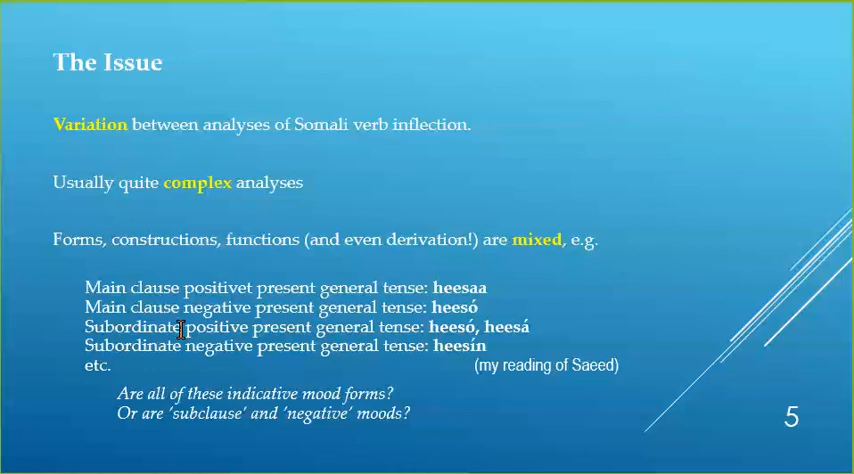 The Issue
Variation between analyses of Somali verb inflection.
Usually quite complex analyses
Forms, constructions, functions (and even derivation!) are mixed, e.g.
Main clause positivet present general tense: heesaa
Main clause negative present general tense: heesó
Subordinate positive present general tense: heesó, heesá
Subordinate negative present general tense: heesín
etc. (my reading of Saeed)
Are all of these indicative mood forms?
Or are 'subclause' and 'negative' moods?
5